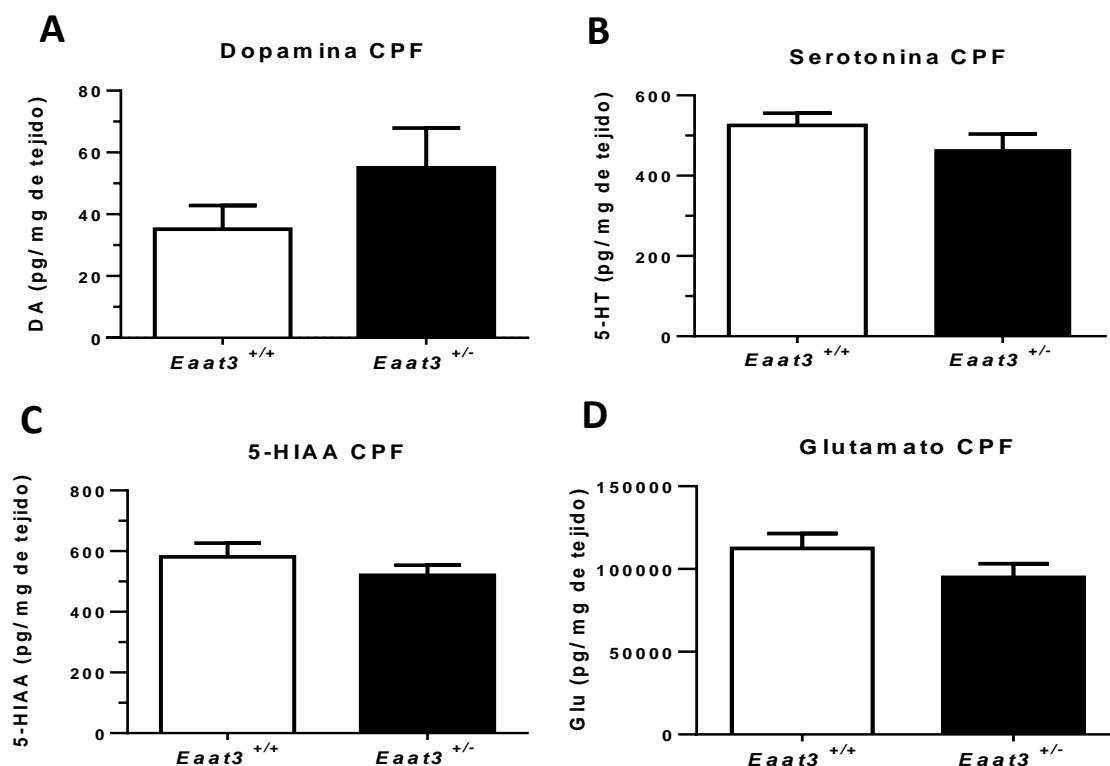 A
Dopamina CPF
DA (pg/mg de tejido)
80
60
40
20
0
Eaat3 +/+
Eaat3 +/-
B
Serotonina CPF
5-HT (pg/mg de tejido)
600
400
200
0
Eaat3 +/+
Eaat3 +/-
C
5-HIAA CPF
5-HIAA (pg/mg de tejido)
800
600
400
200
0
Eaat3 +/+
Eaat3 +/-
D
Glutamato CPF
Glu (pg/mg de tejido)
150000
100000
50000
0
Eaat3 +/+
Eaat3 +/-